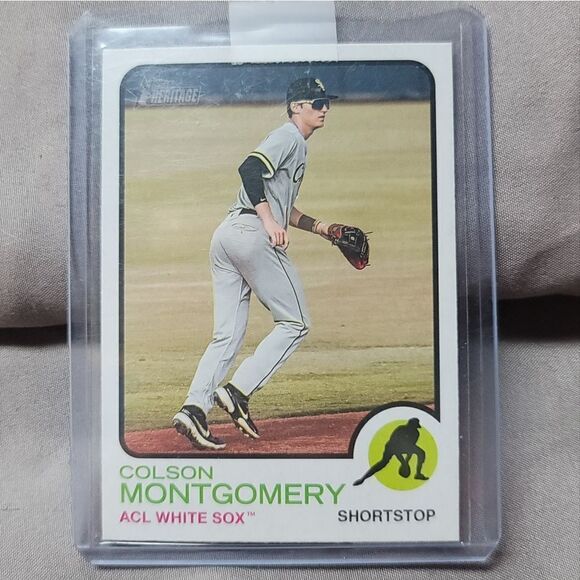 HERITAGE
COLSON
MONTGOMERY
ACL WHITE SOX™
SHORTSTOP